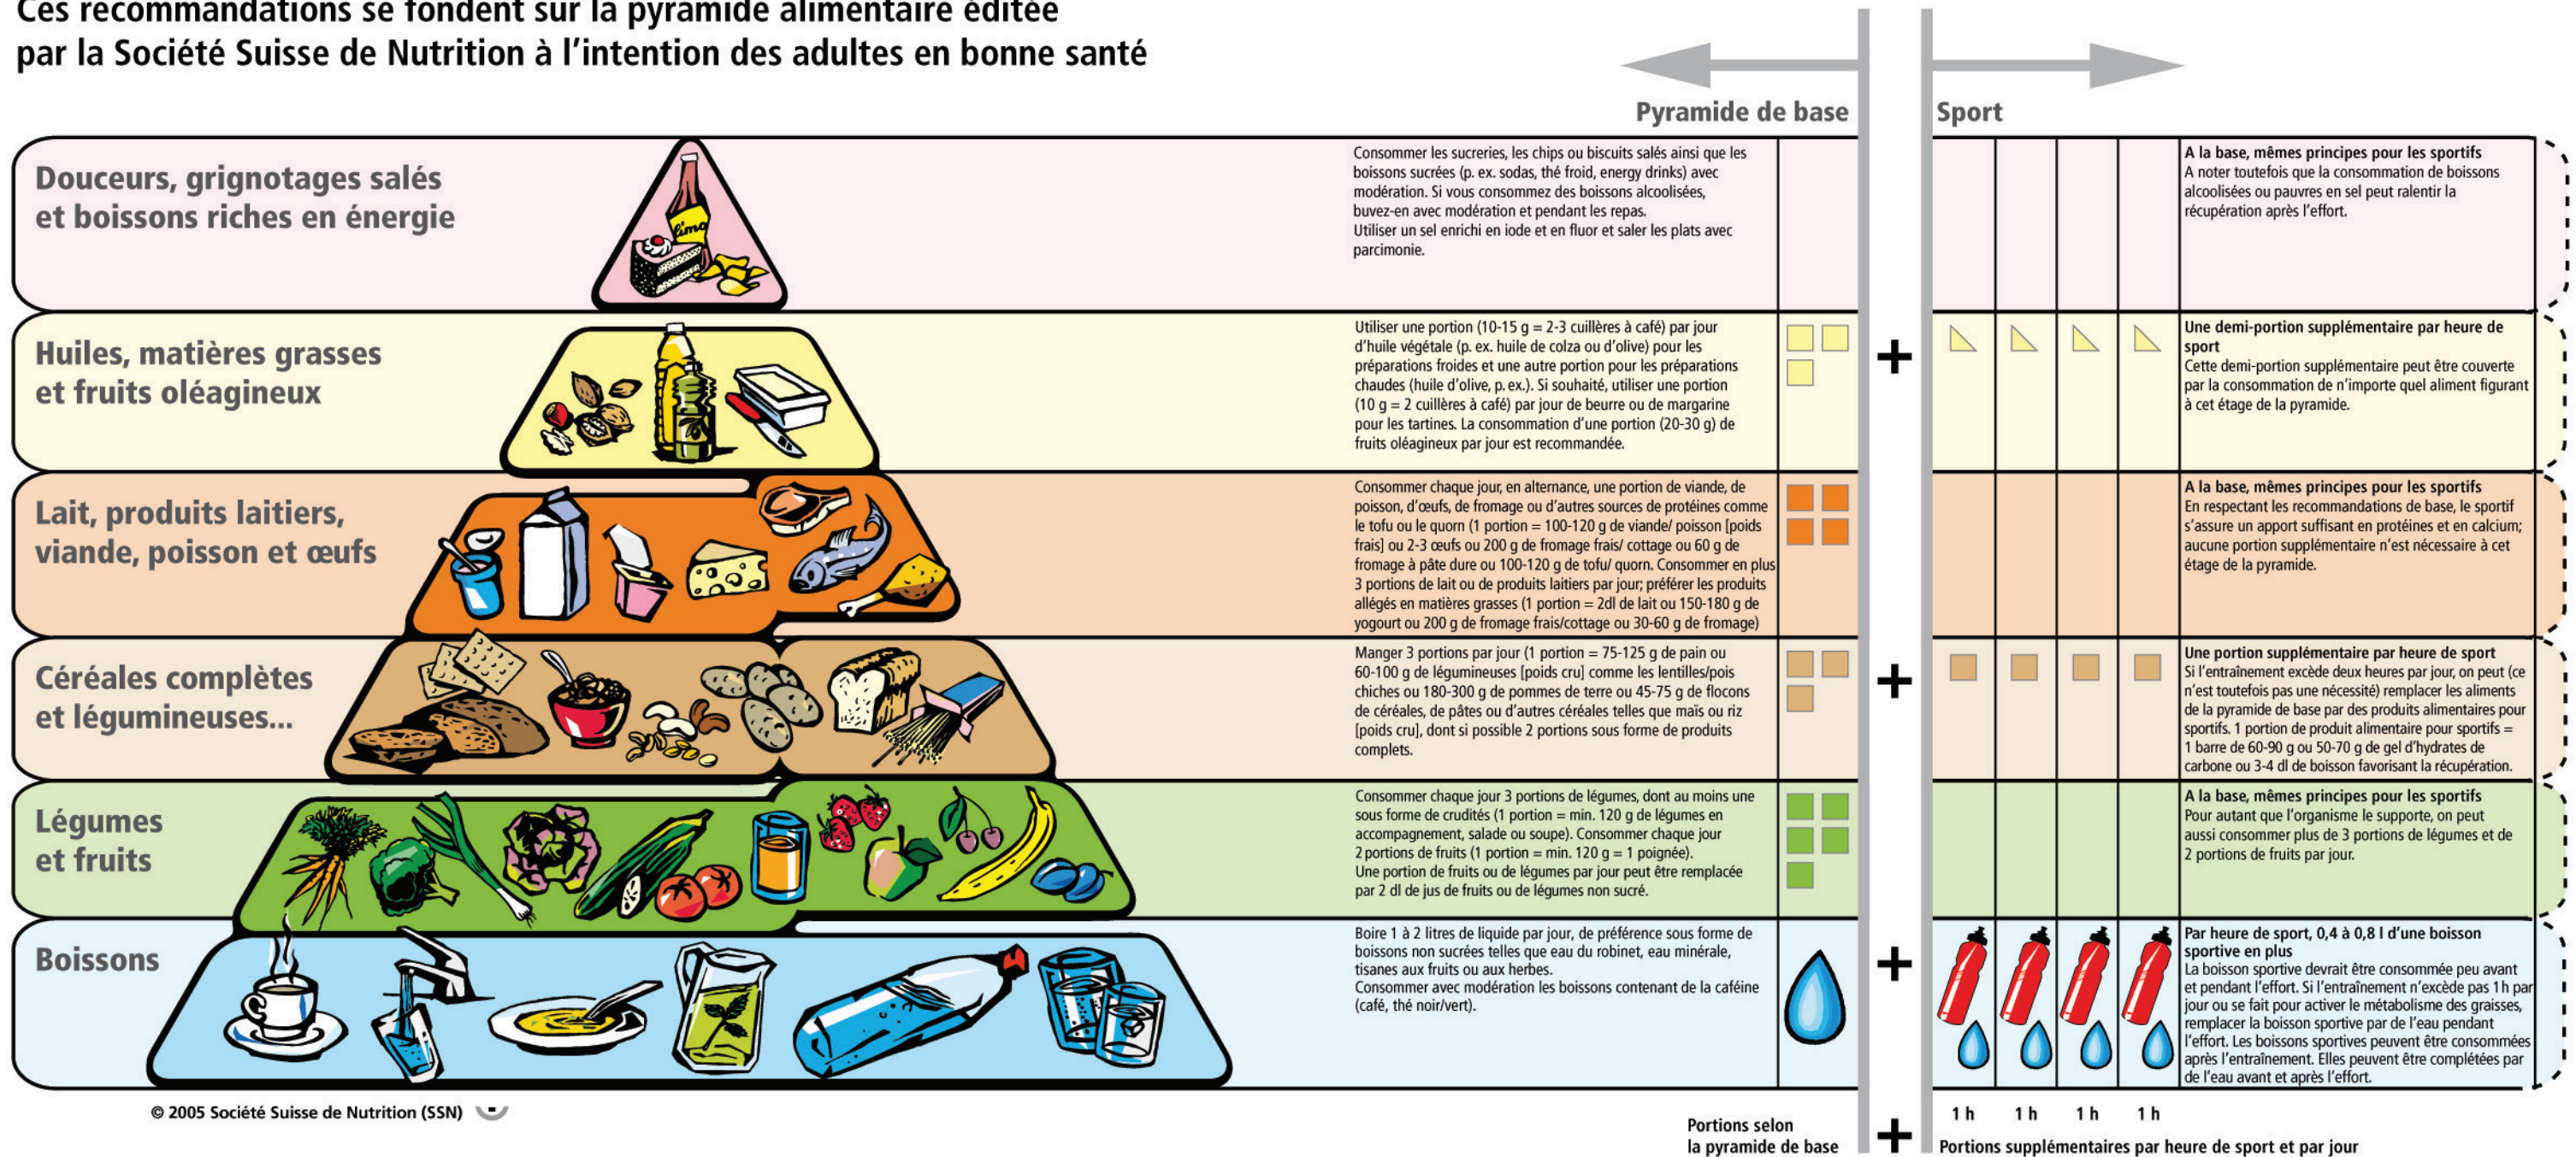 Ces recommandations se fondent sur la pyramide alimentaire éditée
par la Société Suisse de Nutrition à l'intention des adultes en bonne santé
Pyramide de base
Sport
Douceurs, grignotages salés
et boissons riches en énergie
limo
Consommer les sucreries, les chips ou biscuits salés ainsi que les
boissons sucrées (p. ex. sodas, thé froid, energy drinks) avec
modération. Si vous consommez des boissons alcoolisées,
buvez-en avec modération et pendant les repas.
Utiliser un sel enrichi en iode et en fluor et saler les plats avec
parcimonie.
A la base, mêmes principes pour les sportifs
A noter toutefois que la consommation de boissons
alcoolisées ou pauvres en sel peut ralentir la
récupération après l'effort.
Huiles, matières grasses
et fruits oléagineux
Utiliser une portion (10-15 g = 2-3 cuillères à café) par jour
d'huile végétale (p. ex. huile de colza ou d'olive) pour les
préparations froides et une autre portion pour les préparations
chaudes (huile d'olive, p. ex.). Si souhaité, utiliser une portion
(10 g = 2 cuillères à café) par jour de beurre ou de margarine
pour les tartines. La consommation d'une portion (20-30 g) de
fruits oléagineux par jour est recommandée.
+
Une demi-portion supplémentaire par heure de
sport
Cette demi-portion supplémentaire peut être couverte
par la consommation de n'importe quel aliment figurant
à cet étage de la pyramide.
Lait, produits laitiers,
viande, poisson et œufs
Consommer chaque jour, en alternance, une portion de viande, de
poisson, d'œufs, de fromage ou d'autres sources de protéines comme
le tofu ou le quorn (1 portion = 100-120 g de viande/ poisson [poids
frais] ou 2-3 œufs ou 200 g de fromage frais/ cottage ou 60 g de
fromage à pâte dure ou 100-120 g de tofu/ quorn. Consommer en plus
3 portions de lait ou de produits laitiers par jour; préférer les produits
allégés en matières grasses (1 portion = 2dl de lait ou 150-180 g de
yogourt ou 200 g de fromage frais/cottage ou 30-60 g de fromage)
A la base, mêmes principes pour les sportifs
En respectant les recommandations de base, le sportif
s'assure un apport suffisant en protéines et en calcium;
aucune portion supplémentaire n'est nécessaire à cet
étage de la pyramide.
Céréales complètes
et légumineuses...
Manger 3 portions par jour (1 portion = 75-125 g de pain ou
60-100 g de légumineuses [poids cru] comme les lentilles/pois
chiches ou 180-300 g de pommes de terre ou 45-75 g de flocons
de céréales, de pâtes ou d'autres céréales telles que maïs ou riz
[poids cru], dont si possible 2 portions sous forme de produits
complets.
+
Une portion supplémentaire par heure de sport
Si l'entraînement excède deux heures par jour, on peut (ce
n'est toutefois pas une nécessité) remplacer les aliments
de la pyramide de base par des produits alimentaires pour
sportifs. 1 portion de produit alimentaire pour sportifs =
1 barre de 60-90 g ou 50-70 g de gel d'hydrates de
carbone ou 3-4 dl de boisson favorisant la récupération.
Légumes
et fruits
Consommer chaque jour 3 portions de légumes, dont au moins une
sous forme de crudités (1 portion = min. 120 g de légumes en
accompagnement, salade ou soupe). Consommer chaque jour
2 portions de fruits (1 portion = min. 120 g = 1 poignée).
Une portion de fruits ou de légumes par jour peut être remplacée
par 2 dl de jus de fruits ou de légumes non sucré.
A la base, mêmes principes pour les sportifs
Pour autant que l'organisme le supporte, on peut
aussi consommer plus de 3 portions de légumes et de
2 portions de fruits par jour.
Boissons
Boire 1 à 2 litres de liquide par jour, de préférence sous forme de
boissons non sucrées telles que eau du robinet, eau minérale,
tisanes aux fruits ou aux herbes.
Consommer avec modération les boissons contenant de la caféine
(café, thé noir/vert).
+
Par heure de sport, 0,4 à 0,8 l d'une boisson
sportive en plus
La boisson sportive devrait être consommée peu avant
et pendant l'effort. Si l'entraînement n'excède pas 1h par
jour ou se fait pour activer le métabolisme des graisses,
remplacer la boisson sportive par de l'eau pendant
l'effort. Les boissons sportives peuvent être consommées
après l'entraînement. Elles peuvent être complétées par
de l'eau avant et après l'effort.
© 2005 Société Suisse de Nutrition (SSN)
1 h 1 h 1 h 1 h
Portions selon
la pyramide de base
+
Portions supplémentaires par heure de sport et par jour